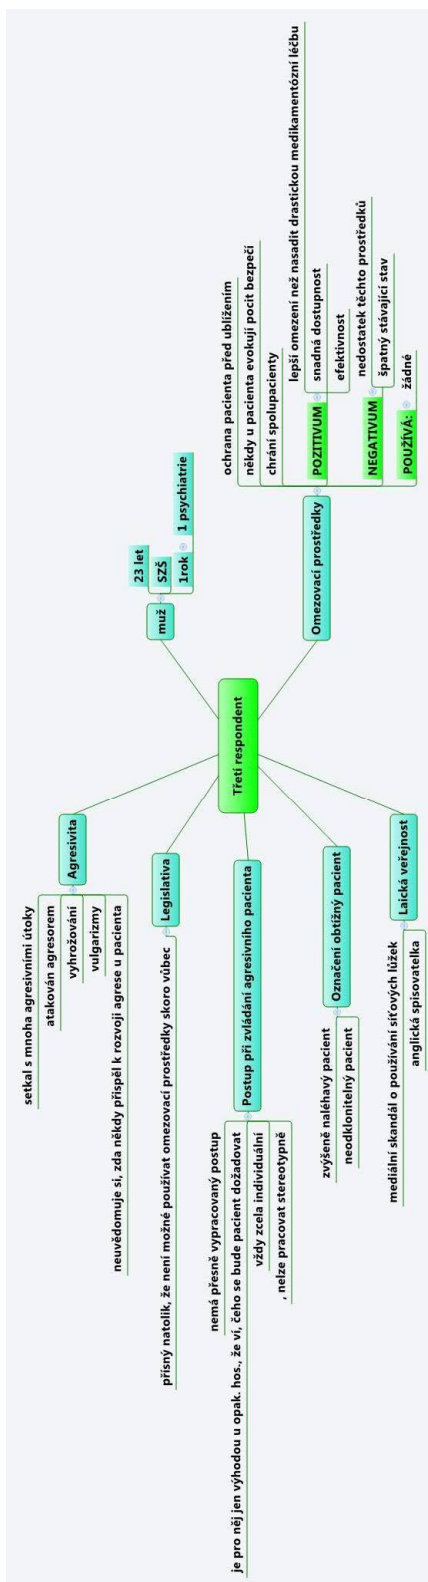 Třetí respondent
muž
23 let
SZŠ
1rok
1 psychiatrie
Omezovací prostředky
ochrana pacienta před ublížením
někdy u pacienta evokují pocit bezpečí
chrání spolupacienty
POZITIVUM
lepší omezení než nasadit drastickou medikamentózní léčbu
snadná dostupnost
efektivnost
NEGATIVUM
nedostatek těchto prostředků
špatný stávající stav
POUŽÍVÁ:
žádné
Agresivita
setkal s mnoha agresivními útoky
atakován agresorem
vyhrožování
vulgarizmy
neuvědomuje si, zda někdy přispěl k rozvoji agrese u pacienta
Legislativa
přísný natolik, že není možné používat omezovací prostředky skoro vůbec
Postup při zvládání agresivního pacienta
nemá přesně vypracovaný postup
je pro něj jen výhodou u opak. hos., že ví, čeho se bude pacient dožadovat
vždy zcela individuální
, nelze pracovat stereotypně
Označení obtížný pacient
zvýšeně naléhavý pacient
neodklonitelný pacient
Laická veřejnost
mediální skandál o používání síťových lůžek
anglická spisovatelka